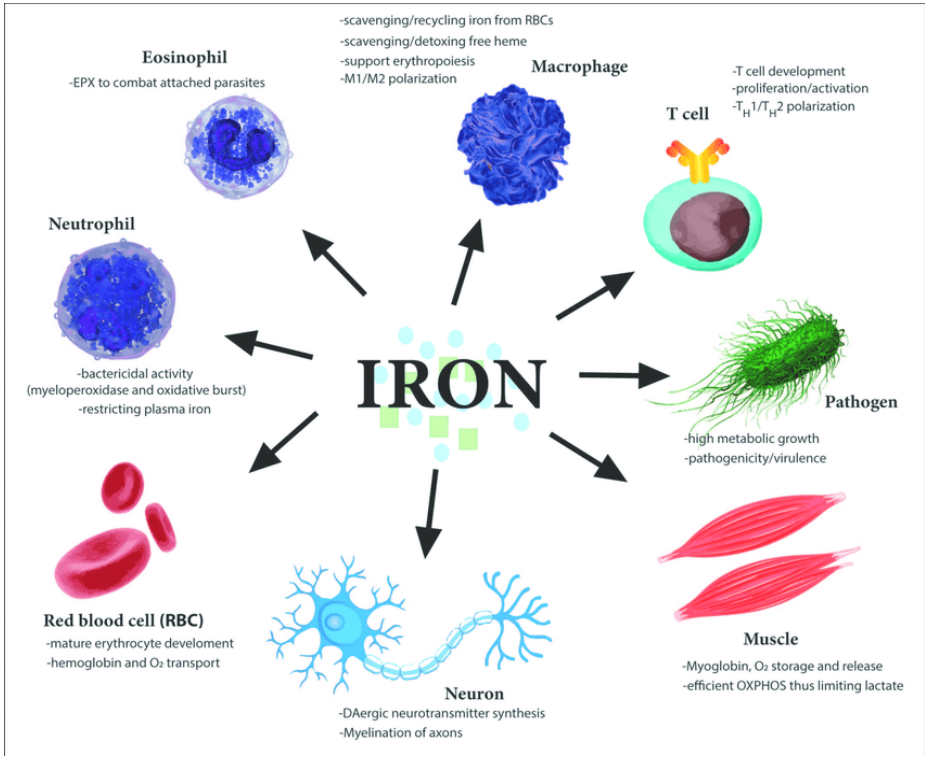 Eosinophil
-EPX to combat attached parasites
-scavenging/recycling iron from RBCs
-scavenging/detoxing free heme
-support erythropoiesis
-M1/M2 polarization
Macrophage
T cell
-T cell development
-proliferation/activation
-TH1/TH2 polarization
Neutrophil
-bactericidal activity
(myeloperoxidase and oxidative burst)
-restricting plasma iron
IRON
Pathogen
-high metabolic growth
-pathogenicity/virulence
Red blood cell (RBC)
-mature erythrocyte develoment
-hemoglobin and O₂ transport
Neuron
-DAergic neurotransmitter synthesis
-Myelination of axons
Muscle
-Myoglobin, O₂ storage and release
-efficient OXPHOS thus limiting lactate